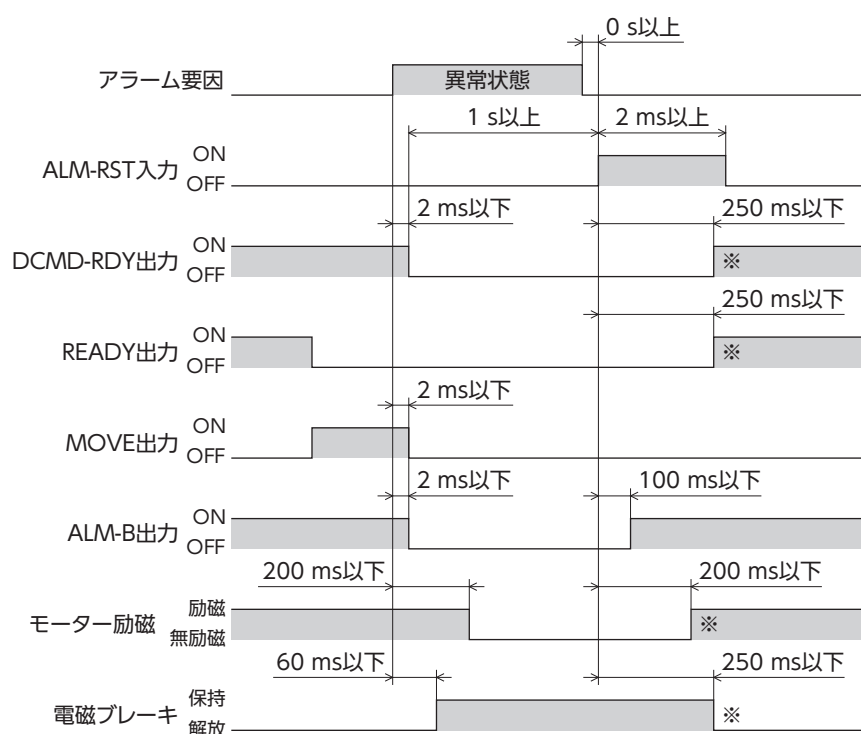 0 s以上
アラーム要因 異常状態
1 s以上 2 ms以上
ALM-RST入力 ON
OFF
2 ms以下 250 ms以下
DCMD-RDY出力 ON
OFF ※
250 ms以下
READY出力 ON
OFF ※
2 ms以下
MOVE出力 ON
OFF
2 ms以下 100 ms以下
ALM-B出力 ON
OFF
200 ms以下 200 ms以下
モーター励磁 励磁
無励磁 ※
60 ms以下 250 ms以下
電磁ブレーキ 保持
解放 ※